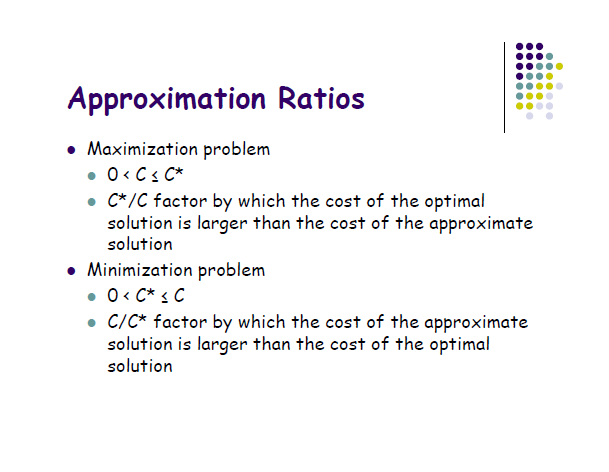 Approximation Ratios
Maximization problem
0 < C ≤ C*
C*/C factor by which the cost of the optimal
solution is larger than the cost of the approximate
solution
Minimization problem
0 < C* ≤ C
C/C* factor by which the cost of the approximate
solution is larger than the cost of the optimal
solution